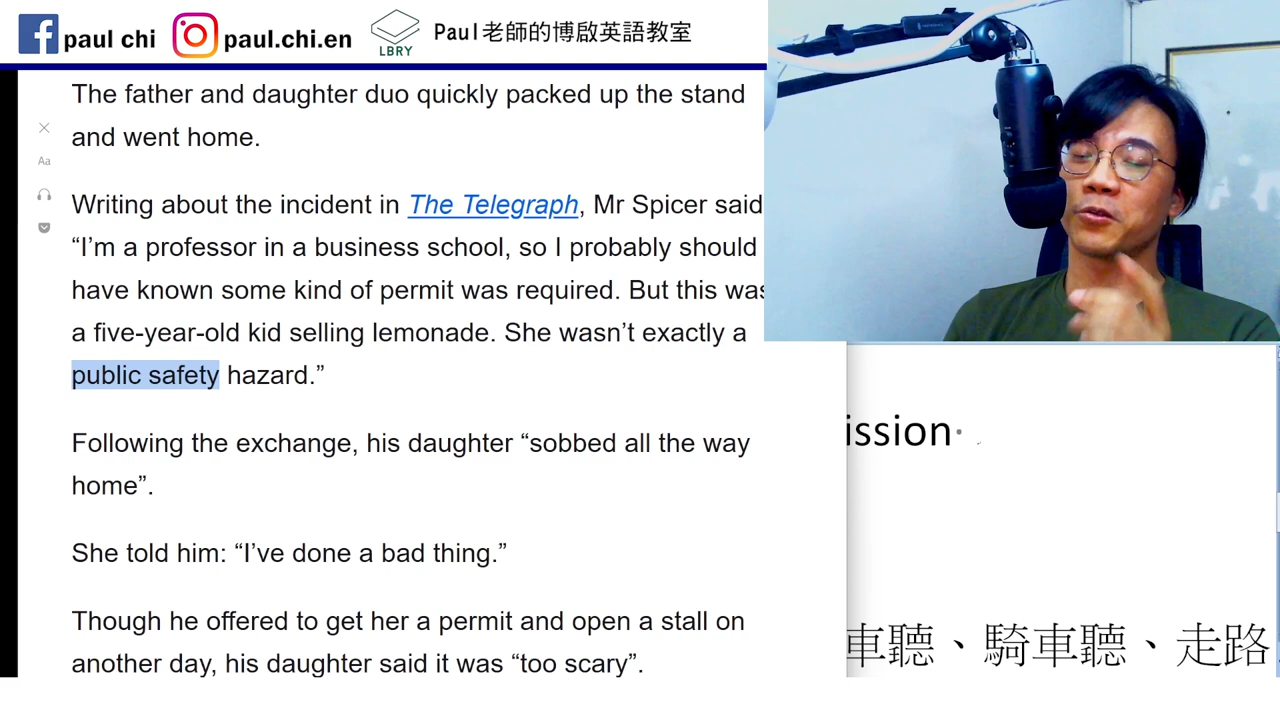 paul chi
paul.chi.en
LBRY
Paul老師的博啟英語教室
The father and daughter duo quickly packed up the stand
and went home.
Aa
Writing about the incident in The Telegraph, Mr Spicer said
“I’m a professor in a business school, so I probably should
have known some kind of permit was required. But this was
a five-year-old kid selling lemonade. She wasn’t exactly a
public safety hazard.”
ission
Following the exchange, his daughter “sobbed all the way
home”.
She told him: “I’ve done a bad thing.”
Though he offered to get her a permit and open a stall on
another day, his daughter said it was “too scary”.
車聽、騎車聽、走路